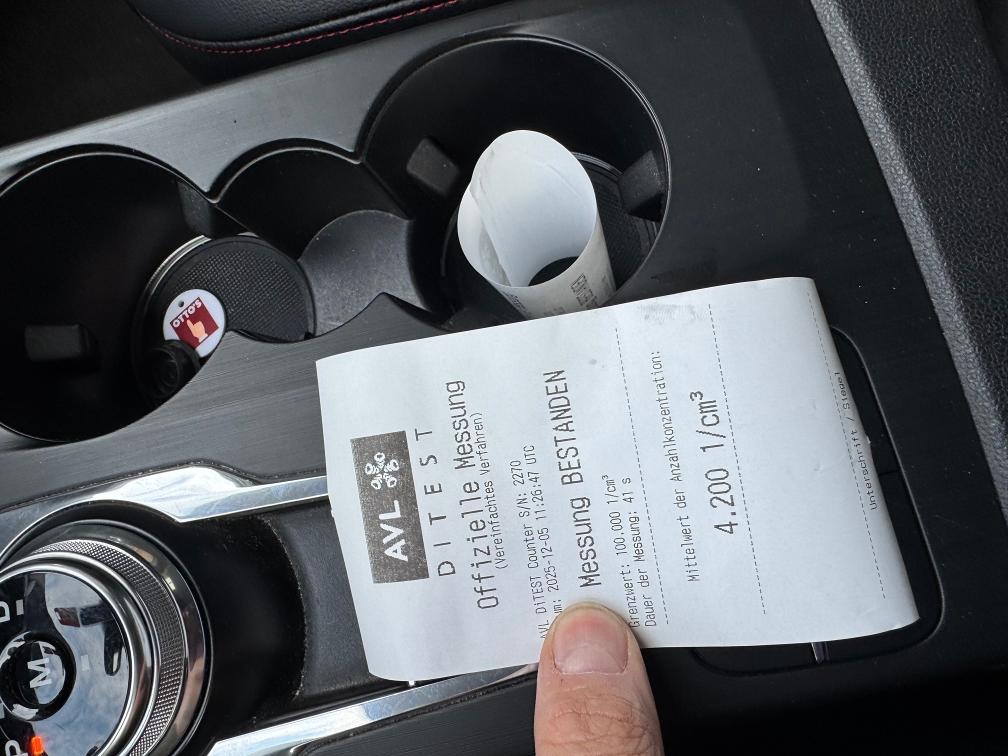 AVL
DITEST
Offizielle Messung
(Vereinfachtes Verfahren)
AVL DiTEST Counter S/N: 2270
2025-12-05 11:26:47 UTC
Messung BESTANDEN
Grenzwert: 100.000 1/cm³
Dauer der Messung: 41 s
Mittelwert der Anzahlkonzentration:
4.200 1/cm³
Unterschrift / Siegel
OTTO'S
D
M
P